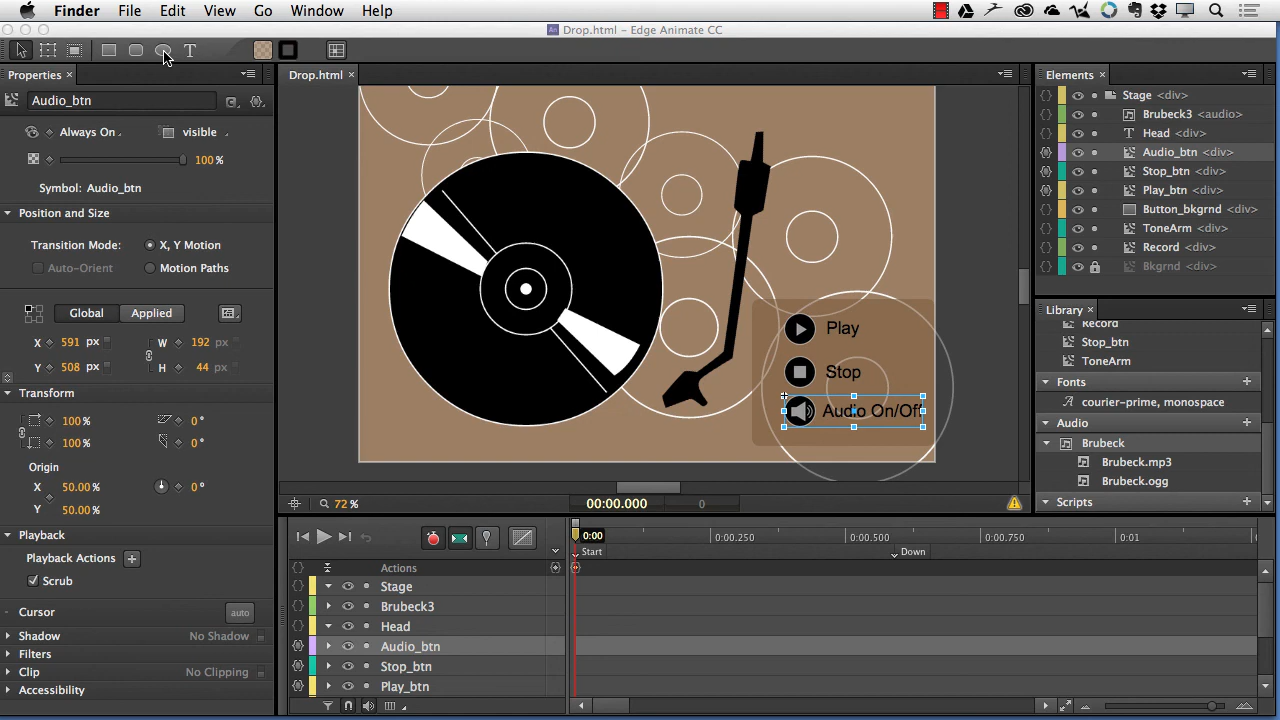 Finder File Edit View Go Window Help
Drop.html – Edge Animate CC
T
Properties × Drop.html × Elements ×
Audio_btn
Always On visible
100 %
Symbol: Audio_btn
Position and Size
Transition Mode: X, Y Motion
Auto-Orient Motion Paths
Global Applied
X 591 px W 192 px
Y 508 px H 44 px
Transform
100 % 0 °
100 % 0 °
Origin
X 50.00 % 0 °
Y 50.00 %
Playback
Playback Actions +
Scrub
Cursor auto
Shadow No Shadow
Filters
Clip No Clipping
Accessibility
Play
Stop
Audio On/Off
72 % 00:00.000 0
Stage <div>
Brubeck3 <audio>
Head <div>
Audio_btn <div>
Stop_btn <div>
Play_btn <div>
Button_bkgrnd <div>
ToneArm <div>
Record <div>
Bkgrnd <div>
Library ×
Record
Stop_btn
ToneArm
Fonts +
courier-prime, monospace
Audio +
Brubeck
Brubeck.mp3
Brubeck.ogg
Scripts +
0:00 0:00.250 0:00.500 0:00.750 0:01
Start Down
Actions
Stage
Brubeck3
Head
Audio_btn
Stop_btn
Play_btn